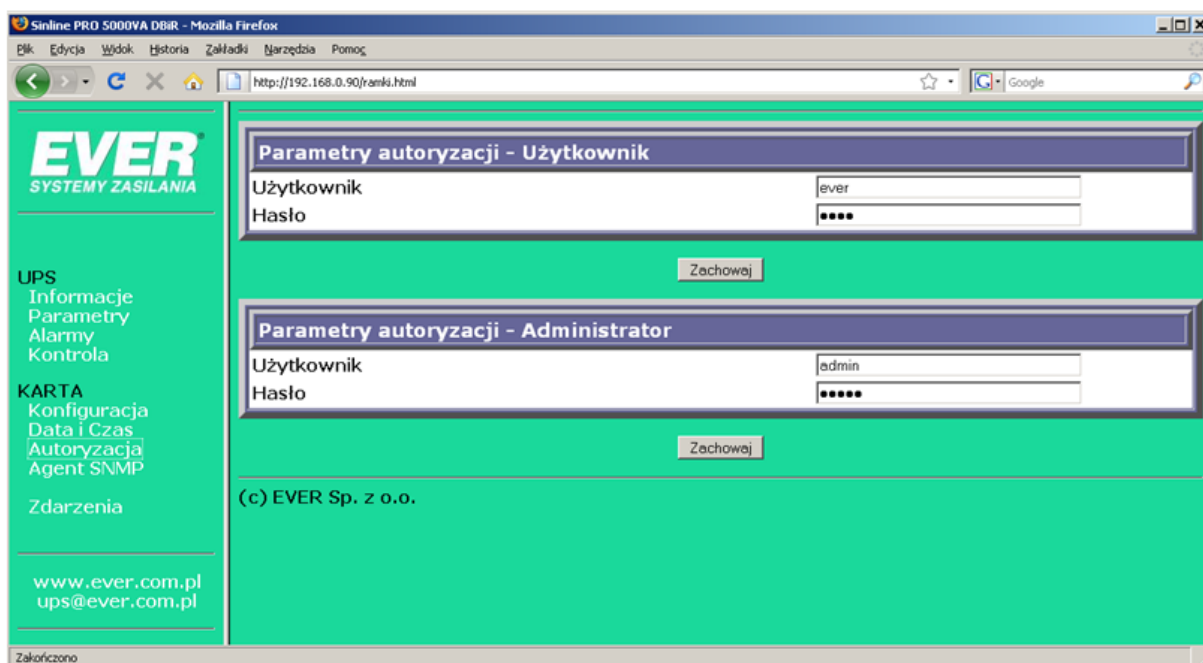 Sinline PRO 5000VA DBiR - Mozilla Firefox
Plik Edycja Widok Historia Zakładki Narzędzia Pomoc
http://192.168.0.90/ramki.html
G Google
EVER
SYSTEMY ZASILANIA
UPS
Informacje
Parametry
Alarmy
Kontrola
KARTA
Konfiguracja
Data i Czas
Autoryzacja
Agent SNMP
Zdarzenia
www.ever.com.pl
ups@ever.com.pl
Parametry autoryzacji - Użytkownik
Użytkownik ever
Hasło ••••
Zachowaj
Parametry autoryzacji - Administrator
Użytkownik admin
Hasło •••••
Zachowaj
(c) EVER Sp. z o.o.
Zakończono